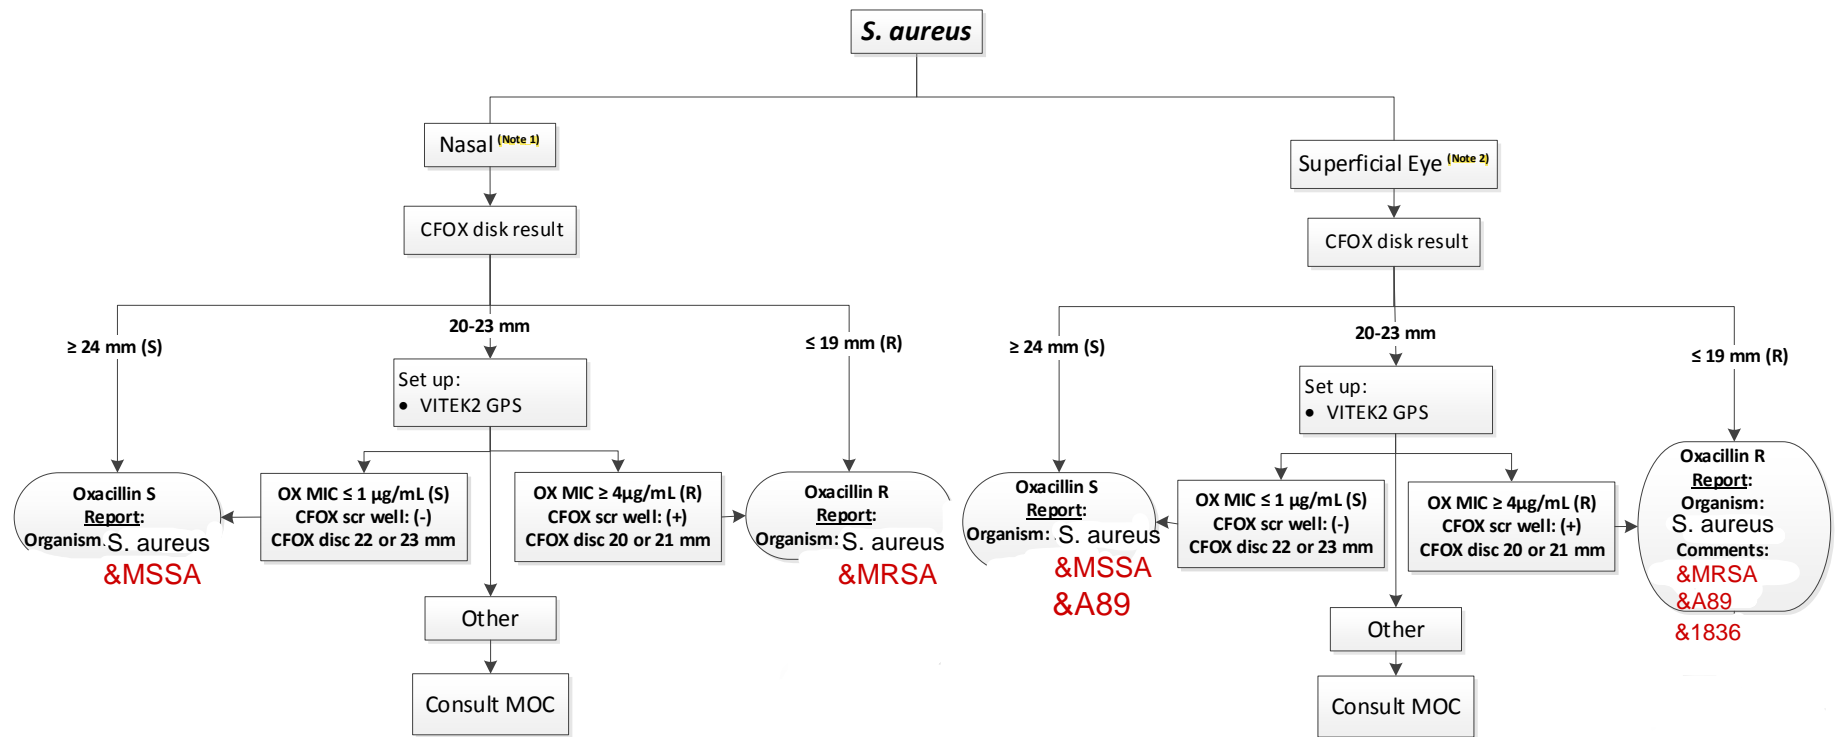 S. aureus
Nasal (Note 1)
CFOX disk result
≥ 24 mm (S)
20-23 mm
≤ 19 mm (R)
Set up:
• VITEK2 GPS
Oxacillin S
Report:
Organism: S. aureus
&MSSA
OX MIC ≤ 1 µg/mL (S)
CFOX scr well: (-)
CFOX disc 22 or 23 mm
OX MIC ≥ 4µg/mL (R)
CFOX scr well: (+)
CFOX disc 20 or 21 mm
Oxacillin R
Report:
Organism: S. aureus
&MRSA
Other
Consult MOC
Superficial Eye (Note 2)
CFOX disk result
≥ 24 mm (S)
20-23 mm
≤ 19 mm (R)
Set up:
• VITEK2 GPS
Oxacillin S
Report:
Organism: S. aureus
&MSSA
&A89
OX MIC ≤ 1 µg/mL (S)
CFOX scr well: (-)
CFOX disc 22 or 23 mm
OX MIC ≥ 4µg/mL (R)
CFOX scr well: (+)
CFOX disc 20 or 21 mm
Oxacillin R
Report:
Organism:
S. aureus
Comments:
&MRSA
&A89
&1836
Other
Consult MOC